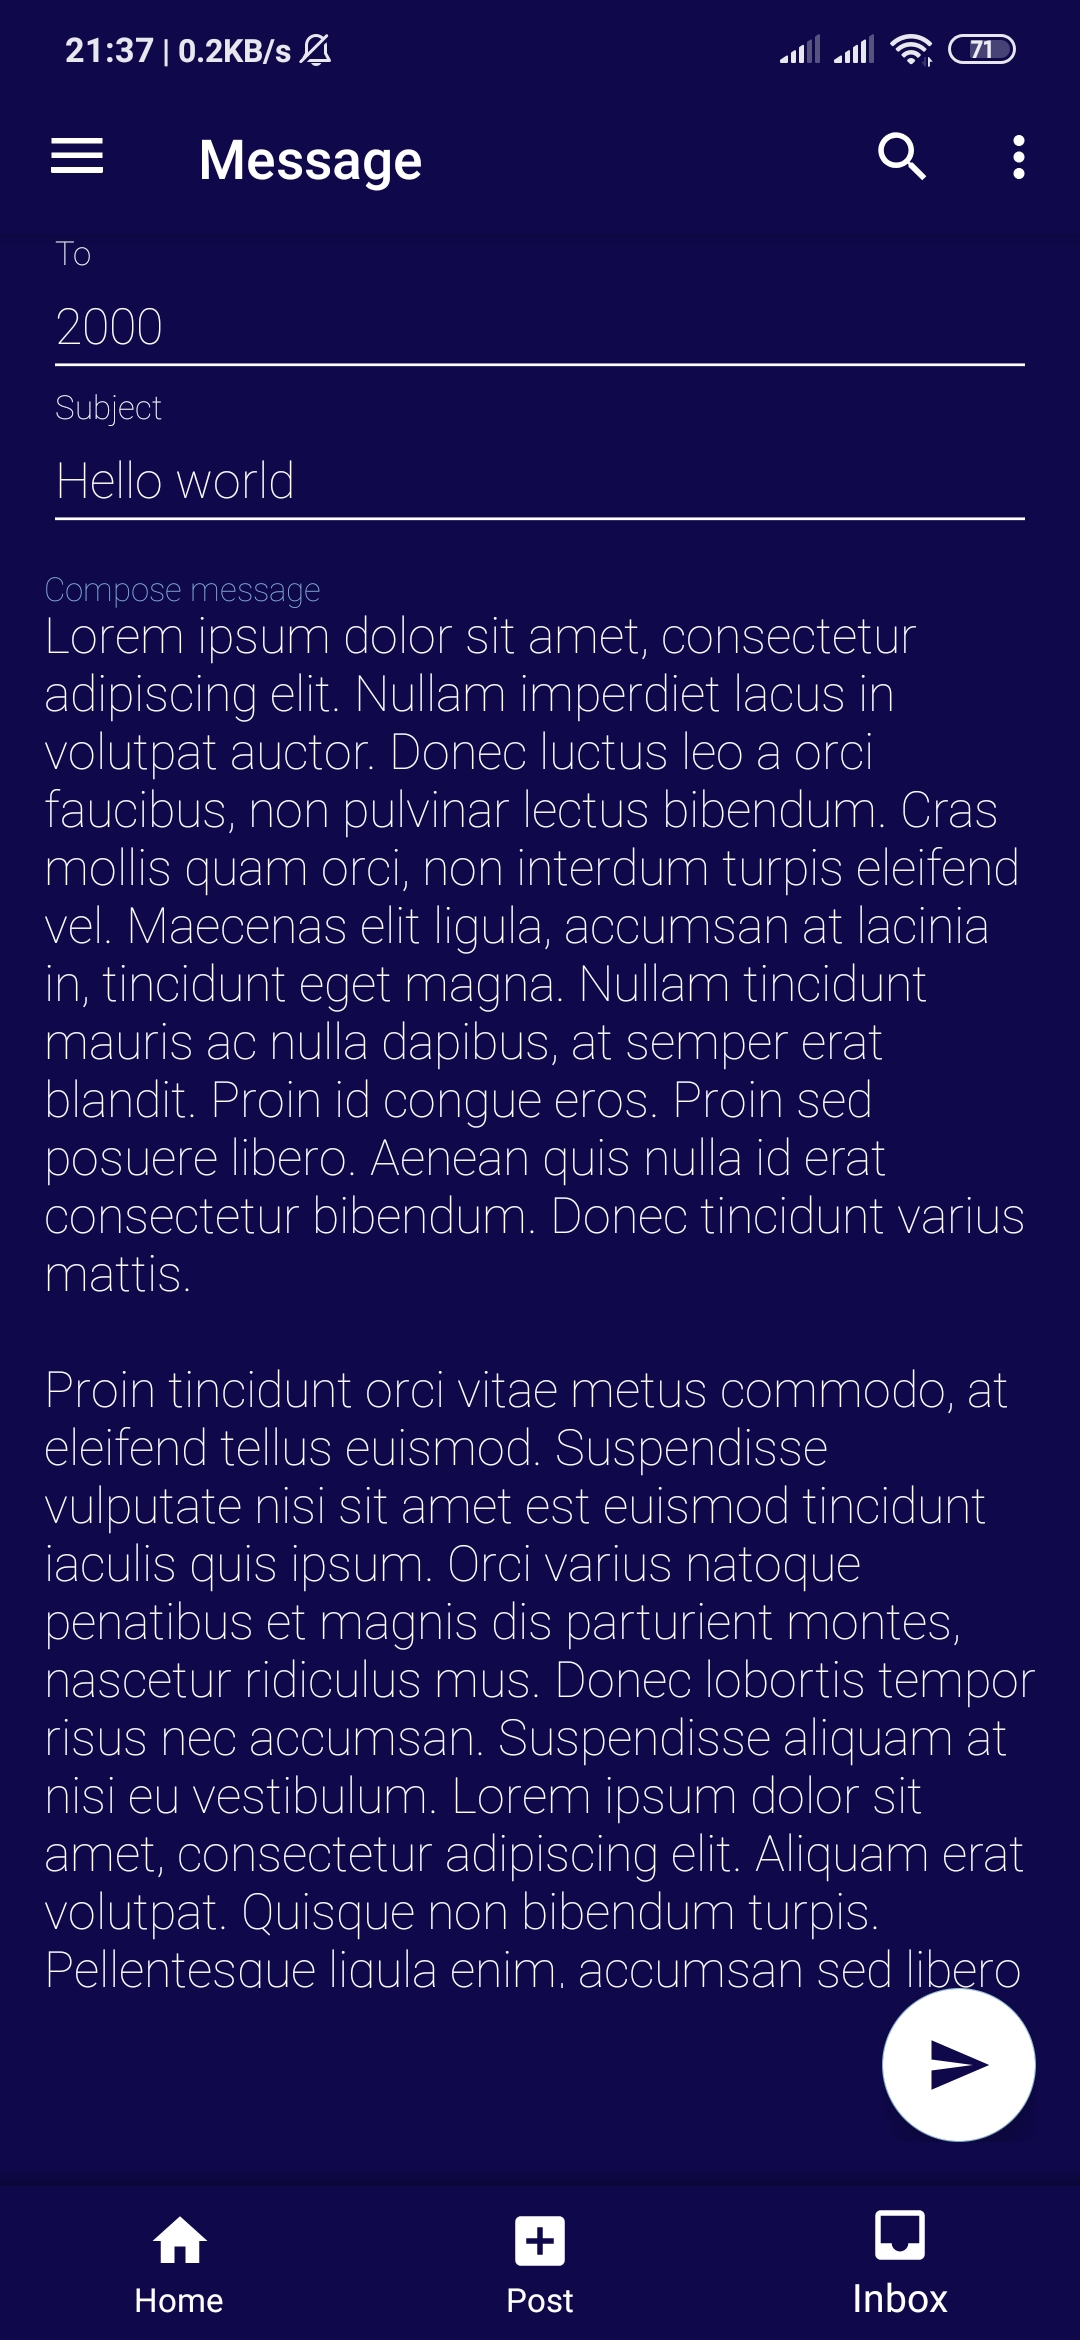 21:37 | 0.2KB/s
71
Message
To
2000
Subject
Hello world
Compose message
Lorem ipsum dolor sit amet, consectetur
adipiscing elit. Nullam imperdiet lacus in
volutpat auctor. Donec luctus leo a orci
faucibus, non pulvinar lectus bibendum. Cras
mollis quam orci, non interdum turpis eleifend
vel. Maecenas elit ligula, accumsan at lacinia
in, tincidunt eget magna. Nullam tincidunt
mauris ac nulla dapibus, at semper erat
blandit. Proin id congue eros. Proin sed
posuere libero. Aenean quis nulla id erat
consectetur bibendum. Donec tincidunt varius
mattis.
Proin tincidunt orci vitae metus commodo, at
eleifend tellus euismod. Suspendisse
vulputate nisi sit amet est euismod tincidunt
iaculis quis ipsum. Orci varius natoque
penatibus et magnis dis parturient montes,
nascetur ridiculus mus. Donec lobortis tempor
risus nec accumsan. Suspendisse aliquam at
nisi eu vestibulum. Lorem ipsum dolor sit
amet, consectetur adipiscing elit. Aliquam erat
volutpat. Quisque non bibendum turpis.
Pellentesque ligula enim, accumsan sed libero
Home
Post
Inbox